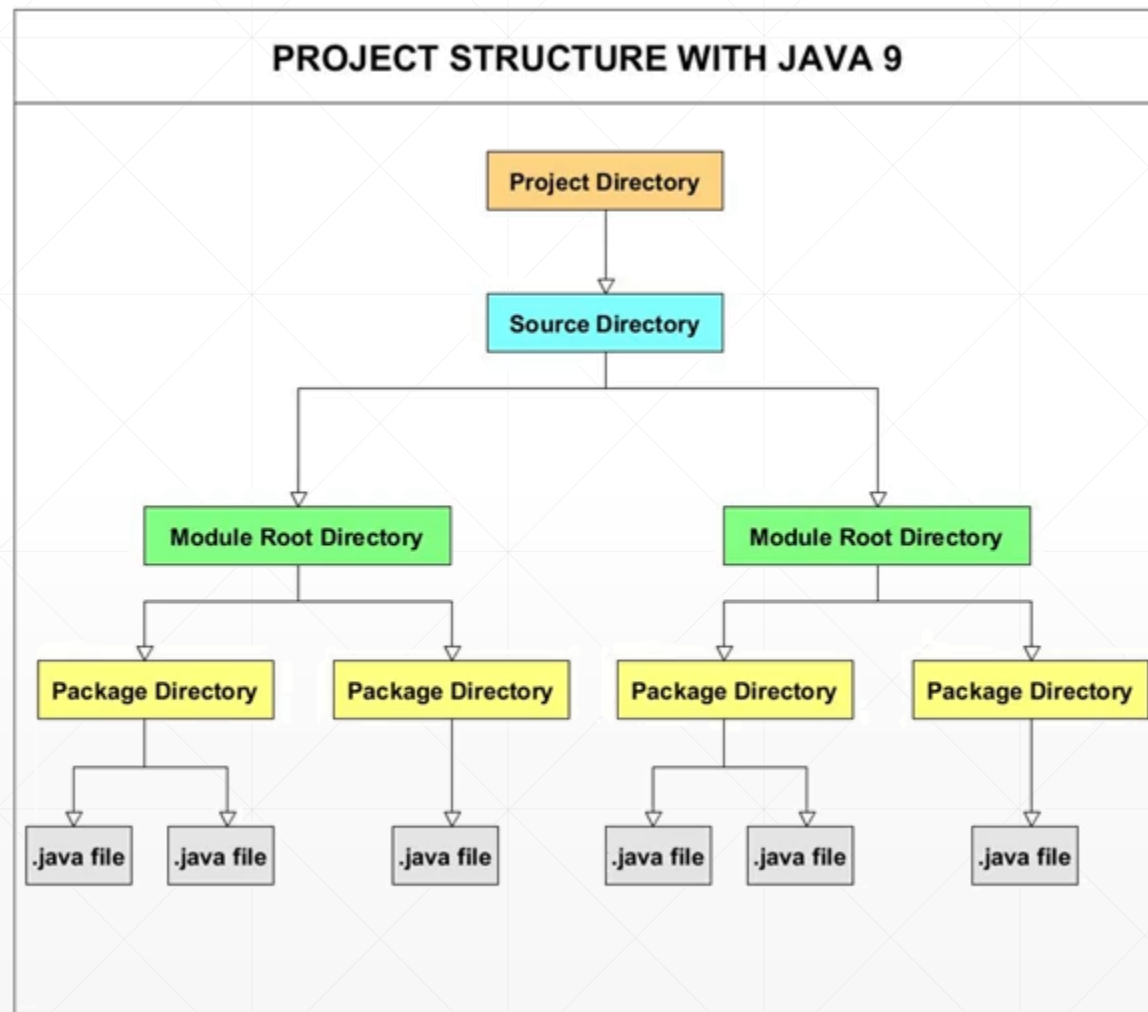 PROJECT STRUCTURE WITH JAVA 9
Project Directory
Source Directory
Module Root Directory
Module Root Directory
Package Directory
Package Directory
Package Directory
Package Directory
.java file
.java file
.java file
.java file
.java file
.java file